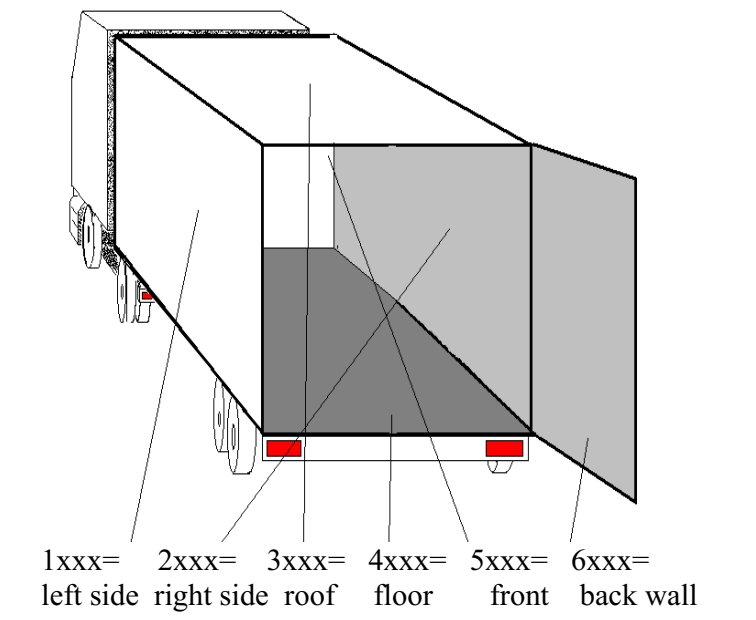 1xxx= 2xxx= 3xxx= 4xxx= 5xxx= 6xxx=
left side right side roof floor front back wall